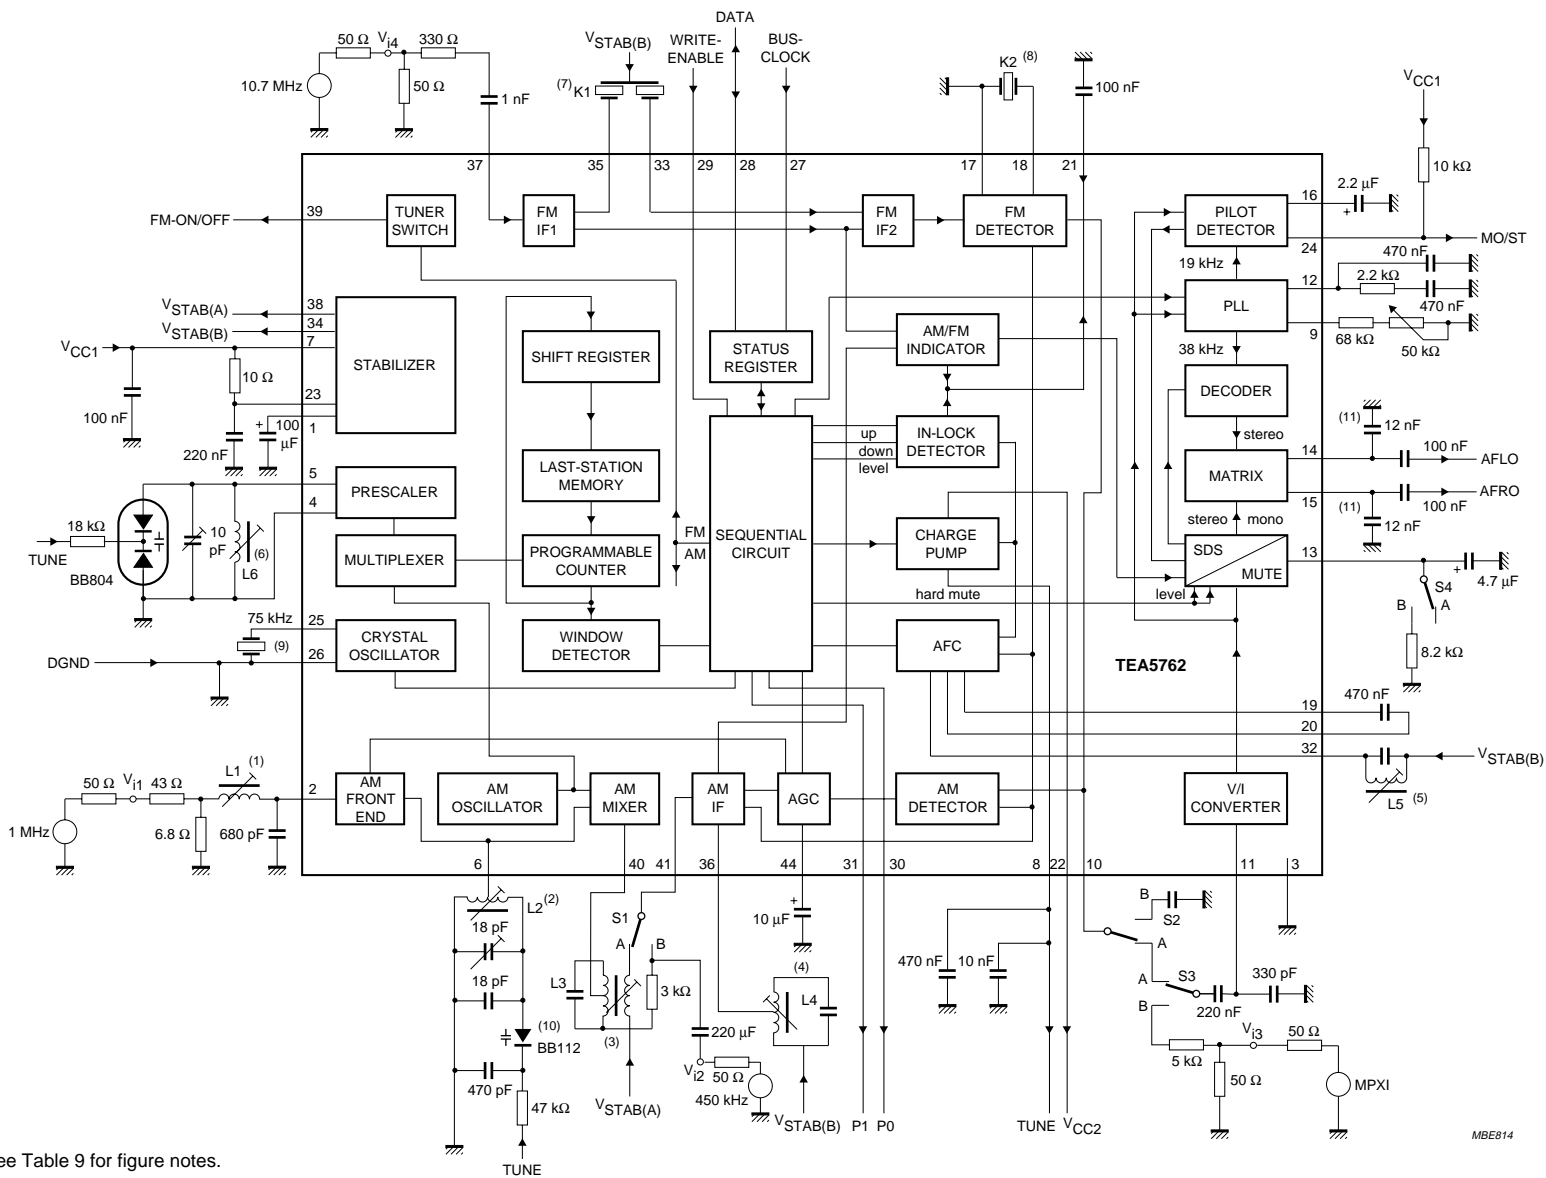 DATA
50 Ω
Vi4
330 Ω
VSTAB(B)
WRITE-
ENABLE
BUS-
CLOCK
K2 (8)
VCC1
10.7 MHz
50 Ω
1 nF
(7) K1
100 nF
37
35
33
29
28
27
17
18
21
10 kΩ
2.2 µF
16
+
FM-ON/OFF
39
TUNER
SWITCH
FM
IF1
FM
IF2
FM
DETECTOR
PILOT
DETECTOR
24
MO/ST
19 kHz
470 nF
12
2.2 kΩ
470 nF
PLL
9
68 kΩ
50 kΩ
38 kHz
VSTAB(A)
38
VSTAB(B)
34
VCC1
7
STABILIZER
10 Ω
23
100 nF
220 nF
+
100
µF
1
SHIFT REGISTER
STATUS
REGISTER
AM/FM
INDICATOR
DECODER
stereo
(11)
12 nF
100 nF
IN-LOCK
DETECTOR
up
down
level
LAST-STATION
MEMORY
MATRIX
14
AFLO
15
AFRO
(11)
100 nF
12 nF
stereo
mono
5
4
PRESCALER
18 kΩ
TUNE
BB804
10
pF
(6)
L6
MULTIPLEXER
PROGRAMMABLE
COUNTER
FM
AM
SEQUENTIAL
CIRCUIT
CHARGE
PUMP
SDS
MUTE
13
+
4.7 µF
S4
B
A
8.2 kΩ
hard mute
level
75 kHz
25
(9)
26
DGND
CRYSTAL
OSCILLATOR
WINDOW
DETECTOR
AFC
TEA5762
470 nF
19
20
32
VSTAB(B)
L5
(5)
50 Ω
Vi1
43 Ω
L1
(1)
2
1 MHz
6.8 Ω
680 pF
AM
FRONT
END
AM
OSCILLATOR
AM
MIXER
AM
IF
AGC
AM
DETECTOR
V/I
CONVERTER
6
40
41
36
44
31
30
8
22
10
11
3
L2 (2)
18 pF
18 pF
(10)
BB112
470 pF
47 kΩ
TUNE
S1
A
B
L3
3 kΩ
(3)
VSTAB(A)
220 µF
Vi2
50 Ω
450 kHz
+
10 µF
(4)
L4
VSTAB(B)
P1
P0
470 nF
10 nF
TUNE
VCC2
B
S2
A
A
S3
B
220 nF
330 pF
Vi3
50 Ω
5 kΩ
50 Ω
MPXI
MBE814
ee Table 9 for figure notes.